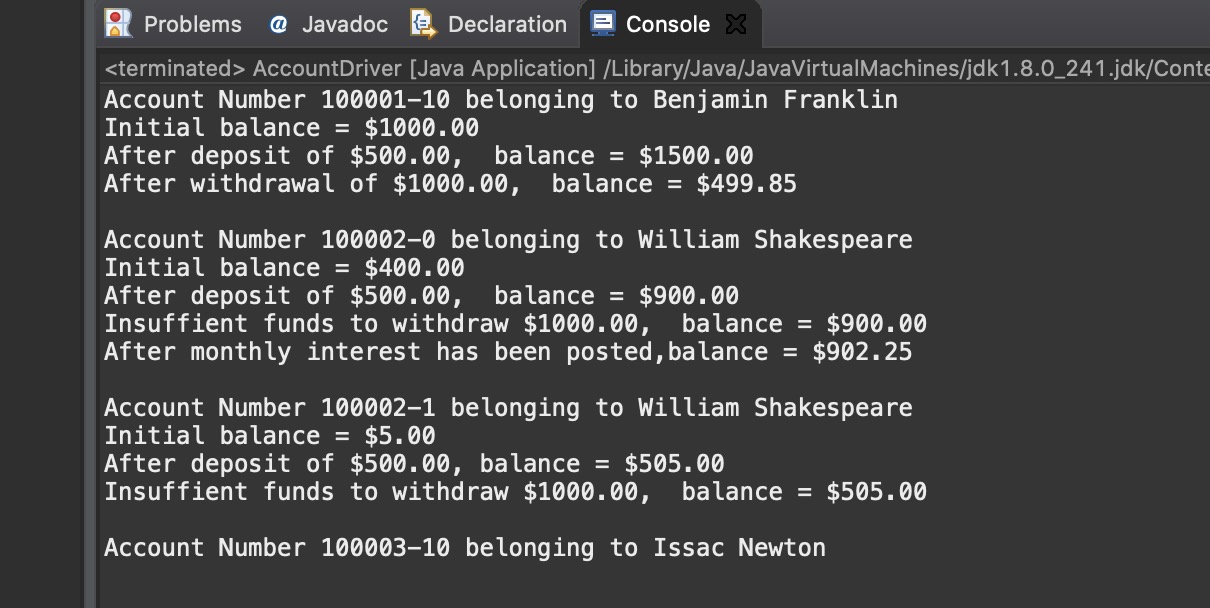 Problems @ Javadoc Declaration Console
<terminated> AccountDriver [Java Application] /Library/Java/JavaVirtualMachines/jdk1.8.0_241.jdk/Conte
Account Number 100001-10 belonging to Benjamin Franklin
Initial balance = $1000.00
After deposit of $500.00,  balance = $1500.00
After withdrawal of $1000.00,  balance = $499.85
Account Number 100002-0 belonging to William Shakespeare
Initial balance = $400.00
After deposit of $500.00,  balance = $900.00
Insuffient funds to withdraw $1000.00,  balance = $900.00
After monthly interest has been posted,balance = $902.25
Account Number 100002-1 belonging to William Shakespeare
Initial balance = $5.00
After deposit of $500.00, balance = $505.00
Insuffient funds to withdraw $1000.00,  balance = $505.00
Account Number 100003-10 belonging to Issac Newton